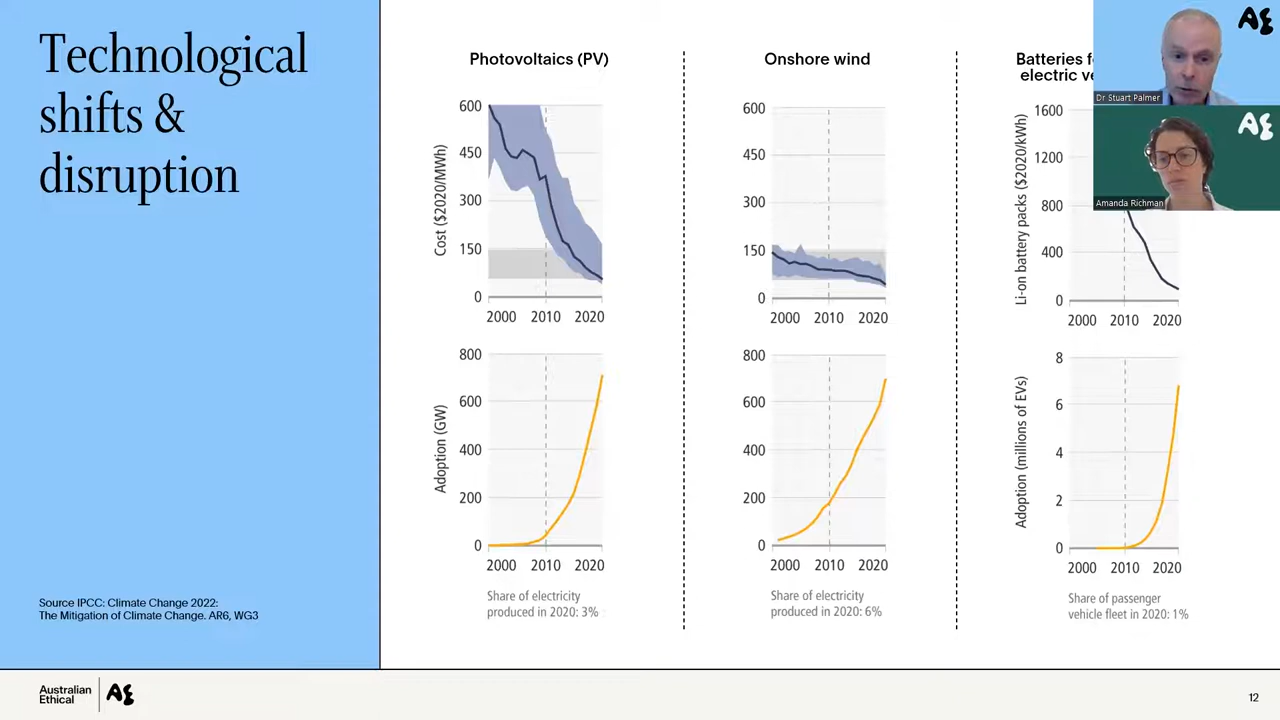 Technological
shifts &
disruption
Source IPCC: Climate Change 2022:
The Mitigation of Climate Change. AR6, WG3
Photovoltaics (PV)
Cost ($2020/MWh)
600
450
300
150
0
2000 2010 2020
Adoption (GW)
800
600
400
200
0
2000 2010 2020
Share of electricity
produced in 2020: 3%
Onshore wind
600
450
300
150
0
2000 2010 2020
800
600
400
200
0
2000 2010 2020
Share of electricity
produced in 2020: 6%
Batteries
electric
Li-on battery packs ($2020/kWh)
1600
1200
800
400
0
2000 2010 2020
Adoption (millions of EVs)
8
6
4
2
0
2000 2010 2020
Share of passenger
vehicle fleet in 2020: 1%
AE
Dr Stuart Palmer
AE
Amanda Richman
Australian
Ethical
AE
12